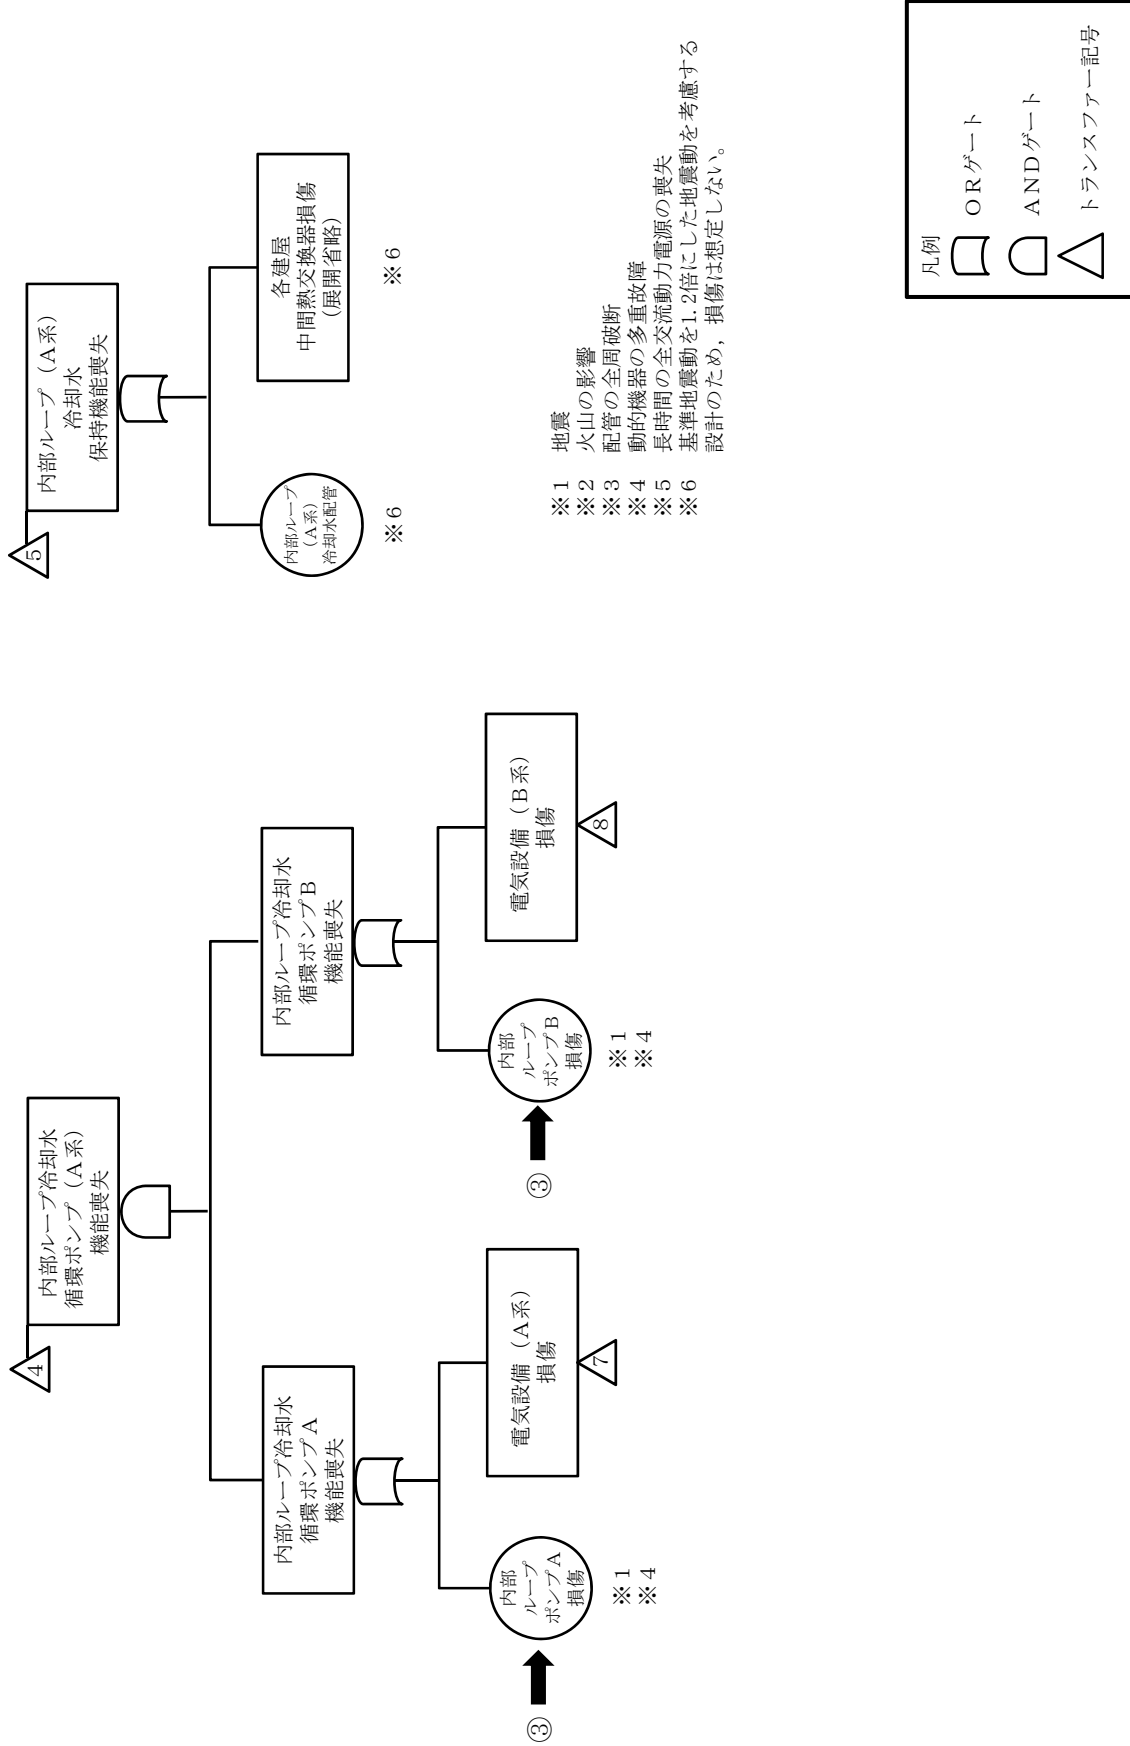 4
内部ループ冷却水
循環ポンプ（A系）
機能喪失
内部ループ冷却水
循環ポンプA
機能喪失
内部ループ冷却水
循環ポンプB
機能喪失
③
内部
ループ
ポンプA
損傷
※1
※4
電気設備（A系）
損傷
7
③
内部
ループ
ポンプB
損傷
※1
※4
電気設備（B系）
損傷
8
5
内部ループ（A系）
冷却水
保持機能喪失
内部ループ
（A系）
冷却水配管
※6
各建屋
中間熱交換器損傷
(展開省略)
※6
※1 地震
※2 火山の影響
※3 配管の全周破断
※4 動的機器の多重故障
※5 長時間の全交流動力電源の喪失
※6 基準地震動を1.2倍にした地震動を考慮する
設計のため，損傷は想定しない。
凡例
ORゲート
ANDゲート
トランスファー記号